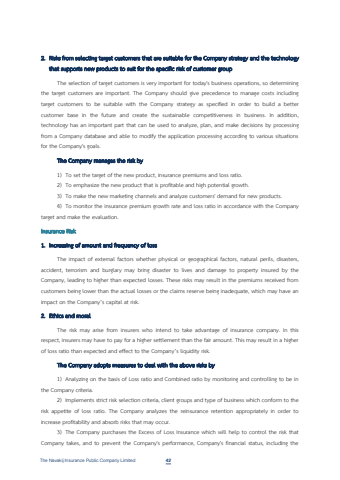 2. Risks from selecting target customers that are suitable for the Company strategy and the technology
that supports new products to suit for the specific risk of customer group
The selection of target customers is very important for today's business operations, so determining
the target customers are important. The Company should give precedence to manage costs including
target customers to be suitable with the Company strategy as specified in order to build a better
customer base in the future and create the sustainable competitiveness in business. In addition,
technology has an important part that can be used to analyze, plan, and make decisions by processing
from a Company database and able to modify the application processing according to various situations
for the Company's goals.
The Company manages the risk by
1) To set the target of the new product, insurance premiums and loss ratio.
2) To emphasize the new product that is profitable and high potential growth.
3) To make the new marketing channels and analyze customers' demand for new products.
4) To monitor the insurance premium growth rate and loss ratio in accordance with the Company
target and make the evaluation.
Insurance Risk
1. Increasing of amount and frequency of loss
The impact of external factors whether physical or geographical factors, natural perils, disasters,
accident, terrorism and burglary may bring disaster to lives and damage to property insured by the
Company, leading to higher than expected losses. These risks may result in the premiums received from
customers being lower than the actual losses or the claims reserve being inadequate, which may have an
impact on the Company's capital at risk.
2. Ethics and moral
The risk may arise from insurers who intend to take advantage of insurance company. In this
respect, insurers may have to pay for a higher settlement than the fair amount. This may result in a higher
of loss ratio than expected and effect to the Company's liquidity risk.
The Company adopts measures to deal with the above risks by
1) Analyzing on the basis of Loss ratio and Combined ratio by monitoring and controlling to be in
the Company criteria.
2) Implements strict risk selection criteria, client groups and type of business which conform to the
risk appetite of loss ratio. The Company analyzes the reinsurance retention appropriately in order to
increase profitability and absorb risks that may occur.
3) The Company purchases the Excess of Loss Insurance which will help to control the risk that
Company takes, and to prevent the Company's performance, Company's financial status, including the
The Navakij Insurance Public Company Limited 43